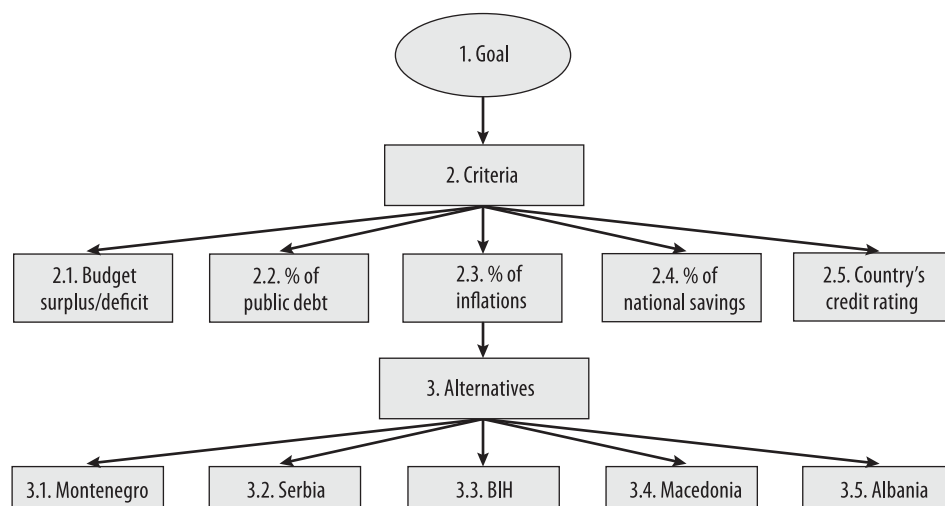 1. Goal
2. Criteria
2.1. Budget
surplus/deficit
2.2. % of
public debt
2.3. % of
inflations
2.4. % of
national savings
2.5. Country's
credit rating
3. Alternatives
3.1. Montenegro
3.2. Serbia
3.3. BIH
3.4. Macedonia
3.5. Albania